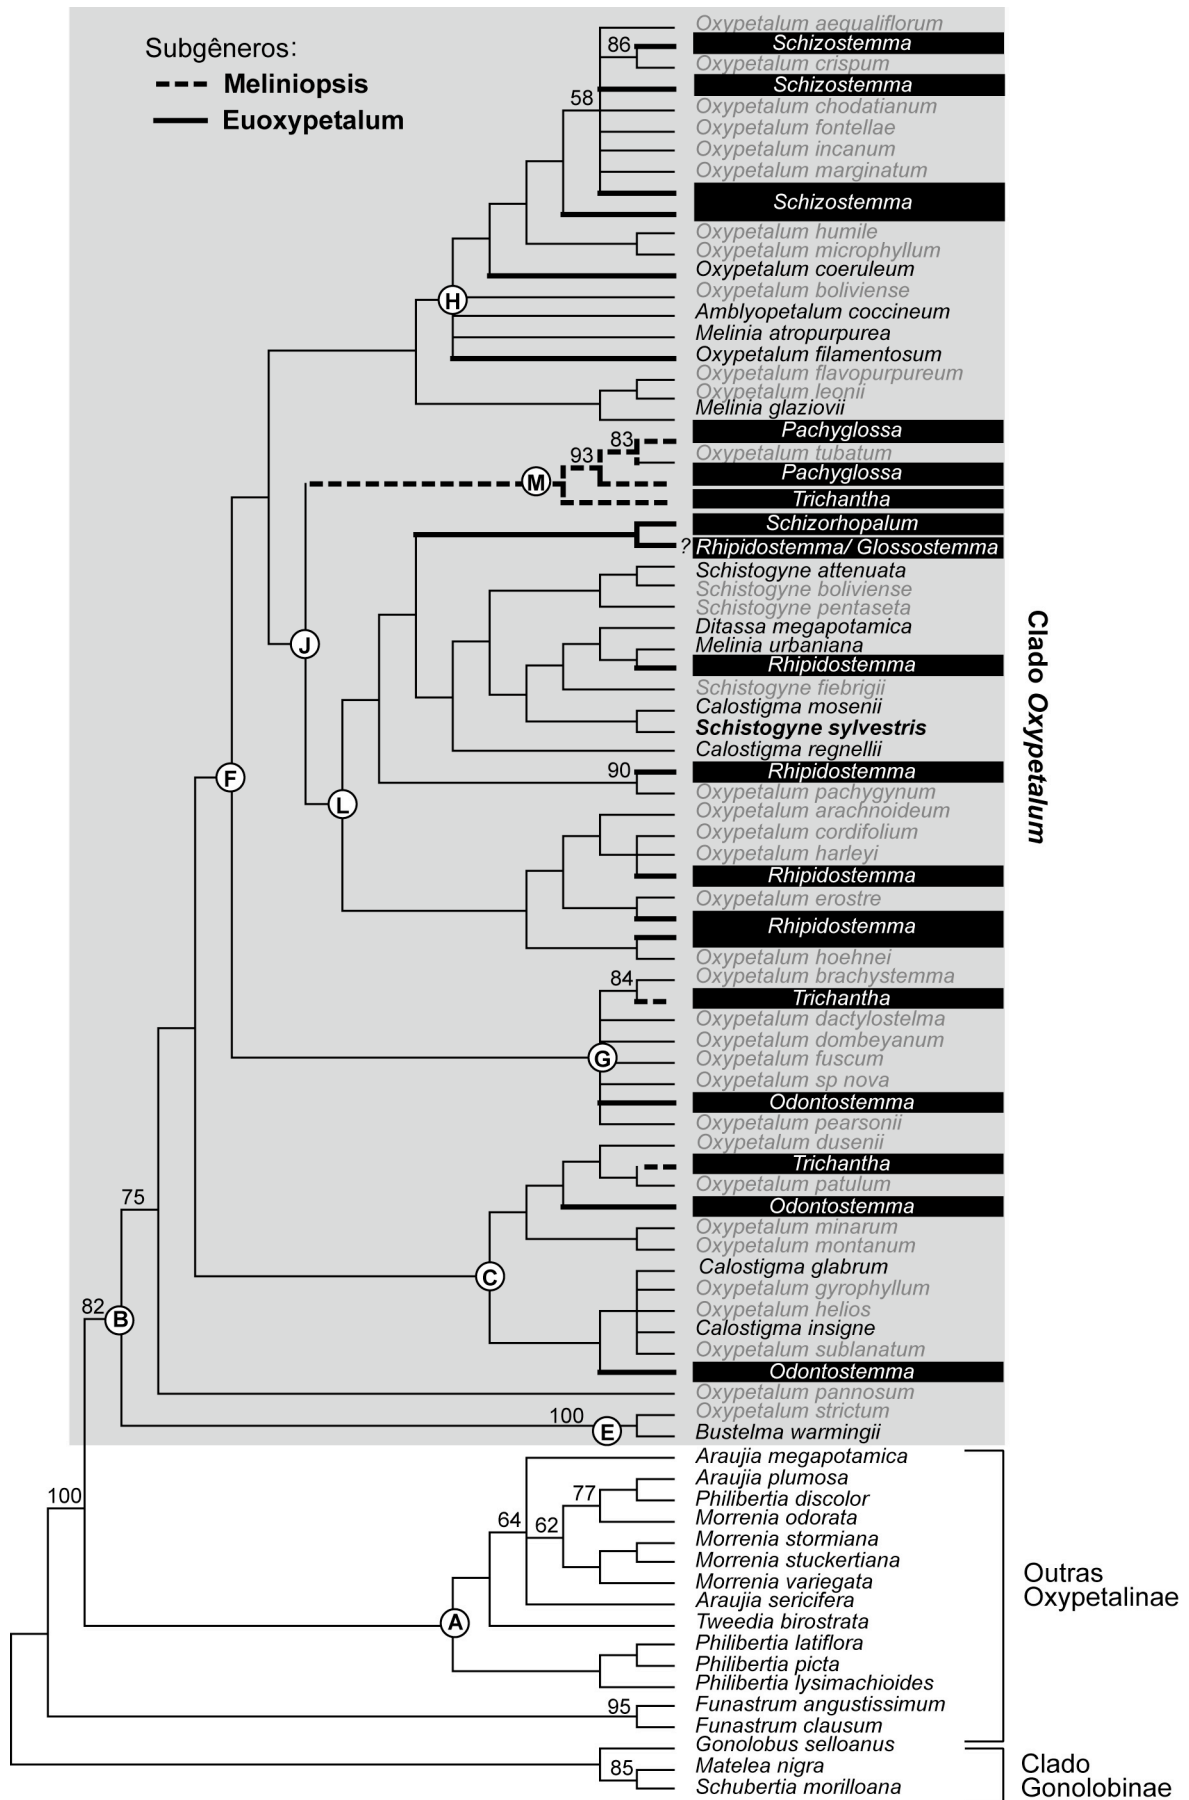 Subgêneros:
Meliniopsis
Euoxypetalum
Oxypetalum aequaliflorum
86
Schizostemma
Oxypetalum crispum
Schizostemma
58
Oxypetalum chodatianum
Oxypetalum fontellae
Oxypetalum incanum
Oxypetalum marginatum
Schizostemma
Oxypetalum humile
Oxypetalum microphyllum
Oxypetalum coeruleum
Oxypetalum boliviense
H
Amblyopetalum coccineum
Melinia atropurpurea
Oxypetalum filamentosum
Oxypetalum flavopurpureum
Oxypetalum leonii
Melinia glaziovii
Pachyglossa
83
Oxypetalum tubatum
93
Pachyglossa
M
Trichantha
Schizorhopalum
? Rhipidostemma/ Glossostemma
Schistogyne attenuata
Schistogyne boliviense
Schistogyne pentaseta
Ditassa megapotamica
J
Melinia urbaniana
Rhipidostemma
Schistogyne fiebrigii
Calostigma mosenii
Schistogyne sylvestris
Calostigma regnellii
Clado Oxypetalum
F
90
Rhipidostemma
Oxypetalum pachygynum
L
Oxypetalum arachnoideum
Oxypetalum cordifolium
Oxypetalum harleyi
Rhipidostemma
Oxypetalum erostre
Rhipidostemma
Oxypetalum hoehnei
84
Oxypetalum brachystemma
Trichantha
Oxypetalum dactylostelma
Oxypetalum dombeyanum
G
Oxypetalum fuscum
Oxypetalum sp nova
Odontostemma
Oxypetalum pearsonii
Oxypetalum dusenii
Trichantha
Oxypetalum patulum
75
Odontostemma
Oxypetalum minarum
Oxypetalum montanum
C
Calostigma glabrum
Oxypetalum gyrophyllum
82
B
Oxypetalum helios
Calostigma insigne
Oxypetalum sublanatum
Odontostemma
Oxypetalum pannosum
100
E
Oxypetalum strictum
Bustelma warmingii
Araujia megapotamica
Araujia plumosa
100
77
Philibertia discolor
64
62
Morrenia odorata
Morrenia stormiana
Morrenia stuckertiana
Morrenia variegata
Outras
Oxypetalinae
Araujia sericifera
A
Tweedia birostrata
Philibertia latiflora
Philibertia picta
Philibertia lysimachioides
95
Funastrum angustissimum
Funastrum clausum
Gonolobus selloanus
85
Matelea nigra
Schubertia morilloana
Clado
Gonolobinae